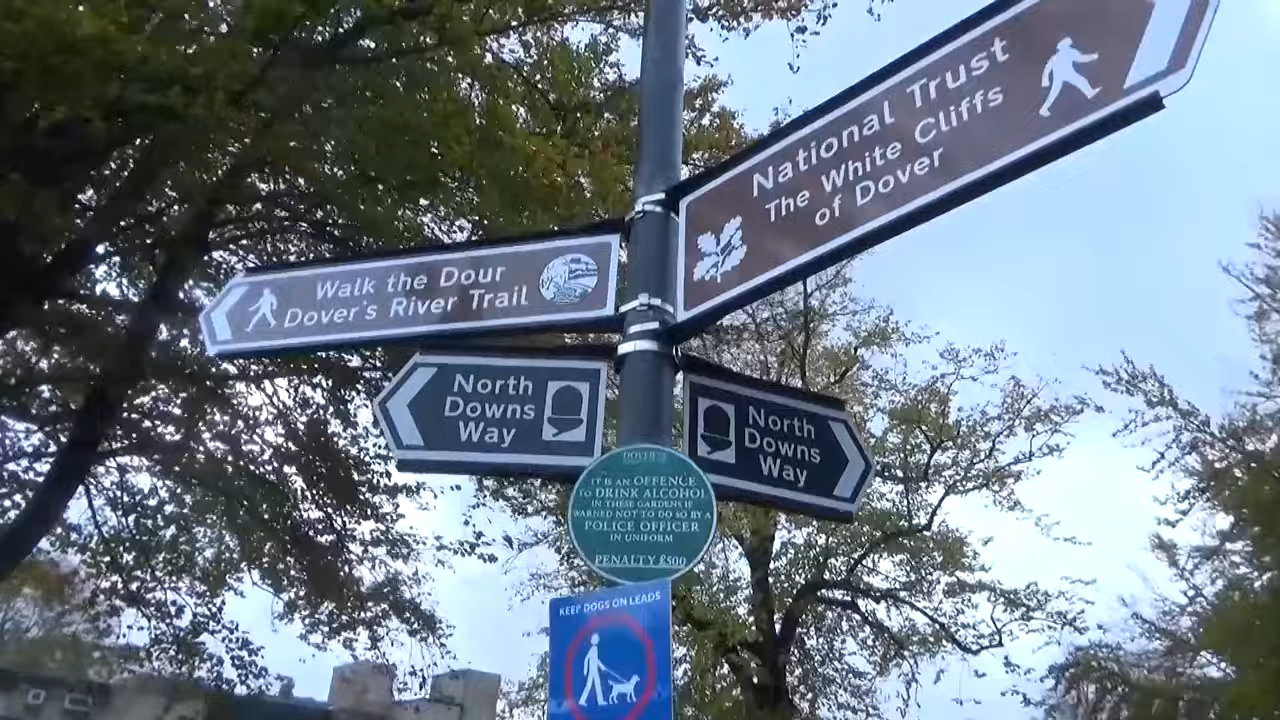 National Trust
The White Cliffs
of Dover
Walk the Dour
Dover's River Trail
North
Downs
Way
North
Downs
Way
DOVER
IT IS AN OFFENCE
TO DRINK ALCOHOL
IN THESE GARDENS IF
WARNED NOT TO DO SO BY A
POLICE OFFICER
IN UNIFORM
PENALTY £500
KEEP DOGS ON LEADS